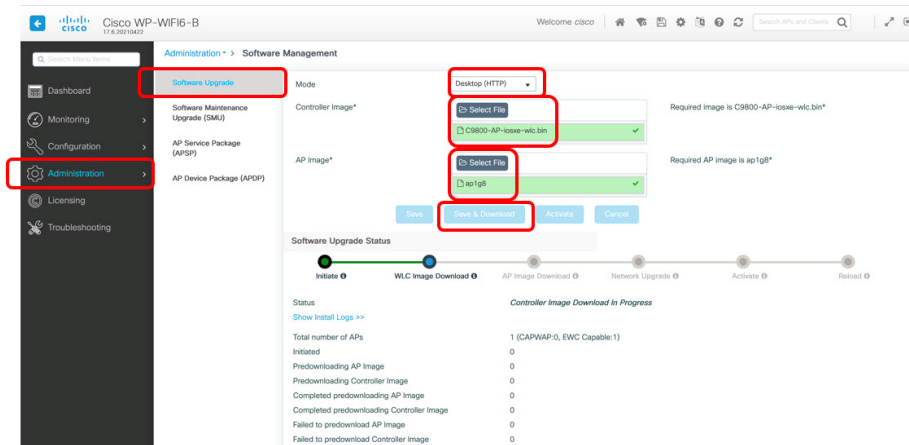 cisco
Cisco WP-WIFI6-B
17.6.20210422
Welcome cisco
Search APs and Clients
Search Menu Items
Dashboard
Monitoring
Configuration
Administration
Licensing
Troubleshooting
Administration > Software Management
Software Upgrade
Software Maintenance
Upgrade (SMU)
AP Service Package
(APSP)
AP Device Package (APDP)
Mode
Desktop (HTTP)
Controller Image*
Select File
C9800-AP-iosxe-wlc.bin
Required image is C9800-AP-iosxe-wlc.bin*
AP Image*
Select File
ap1g8
Required AP image is ap1g8*
Save
Save & Download
Activate
Cancel
Software Upgrade Status
Initiate
WLC Image Download
AP Image Download
Network Upgrade
Activate
Reload
Status
Controller Image Download In Progress
Show Install Logs >>
Total number of APs
1 (CAPWAP:0, EWC Capable:1)
Initiated
0
Predownloading AP Image
0
Predownloading Controller Image
0
Completed predownloading AP Image
0
Completed predownloading Controller Image
0
Failed to predownload AP Image
0
Failed to predownload Controller Image
0